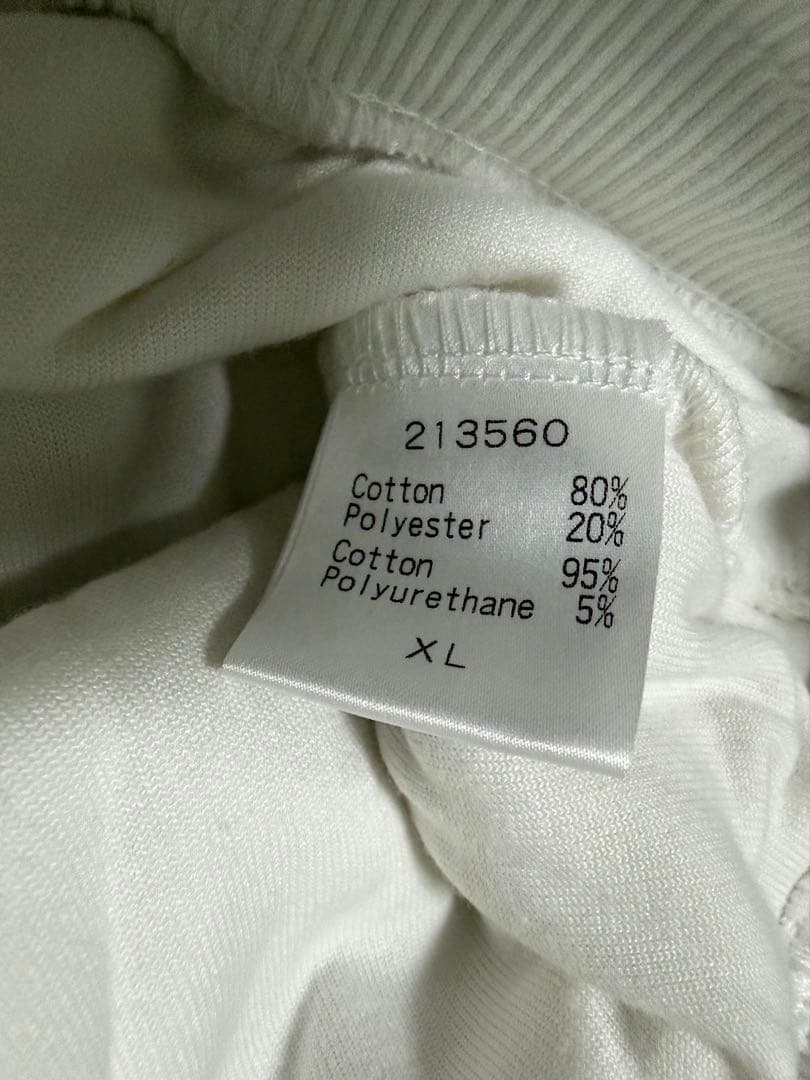 213560
Cotton 80%
Polyester 20%
Cotton 95%
Polyurethane 5%
XL